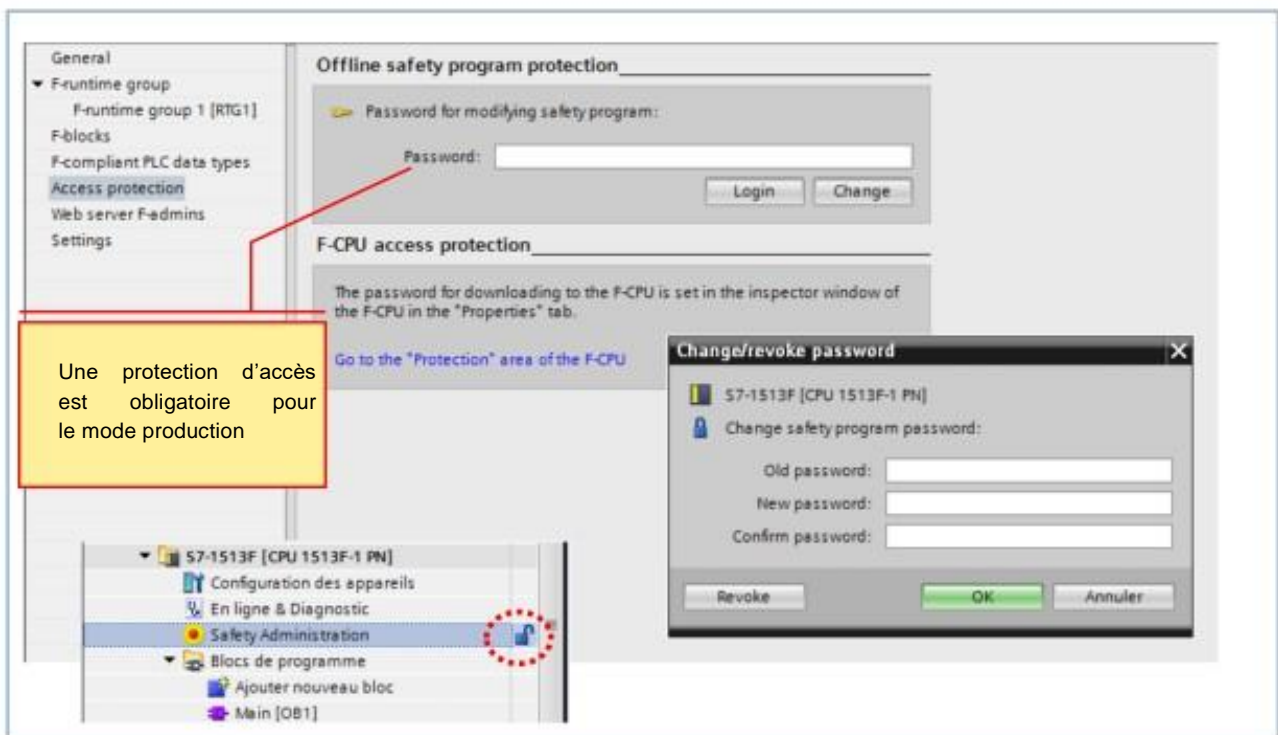 General
F-runtime group
F-runtime group 1 [RTG1]
F-blocks
F-compliant PLC data types
Access protection
Web server F-admins
Settings
Offline safety program protection
Password for modifying safety program:
Password:
Login
Change
F-CPU access protection
The password for downloading to the F-CPU is set in the inspector window of
the F-CPU in the "Properties" tab.
Go to the "Protection" area of the F-CPU
Une protection d’accès
est obligatoire pour
le mode production
Change/revoke password
S7-1513F [CPU 1513F-1 PN]
Change safety program password:
Old password:
New password:
Confirm password:
Revoke
OK
Annuler
S7-1513F [CPU 1513F-1 PN]
Configuration des appareils
En ligne & Diagnostic
Safety Administration
Blocs de programme
Ajouter nouveau bloc
Main [OB1]